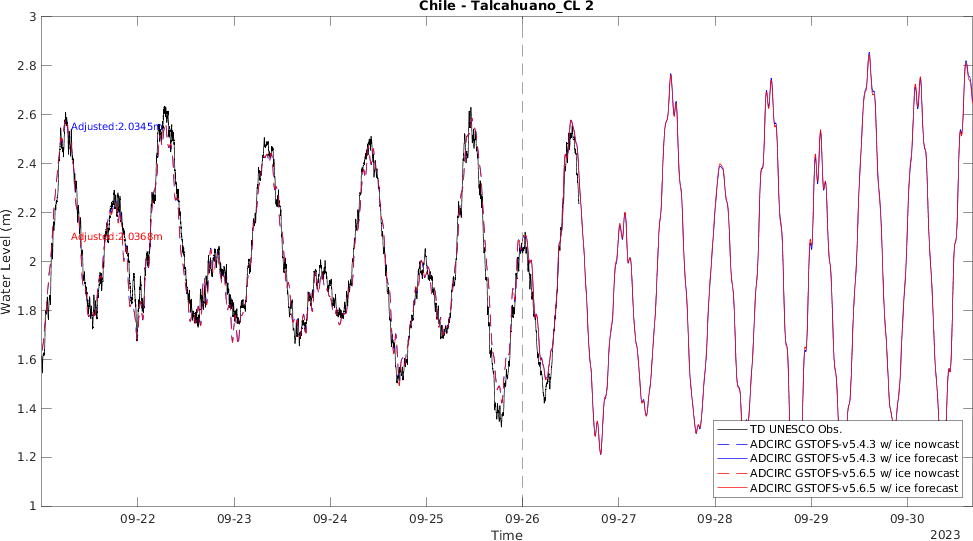 Chile - Talcahuano_CL 2
3
2.8
2.6
2.4
2.2
2
1.8
1.6
1.4
1.2
1
Water Level (m)
Adjusted:2.0345m
Adjusted:2.0368m
TD UNESCO Obs.
ADCIRC GSTOFS-v5.4.3 w/ ice nowcast
ADCIRC GSTOFS-v5.4.3 w/ ice forecast
ADCIRC GSTOFS-v5.6.5 w/ ice nowcast
ADCIRC GSTOFS-v5.6.5 w/ ice forecast
09-22 09-23 09-24 09-25 09-26 09-27 09-28 09-29 09-30
Time
2023